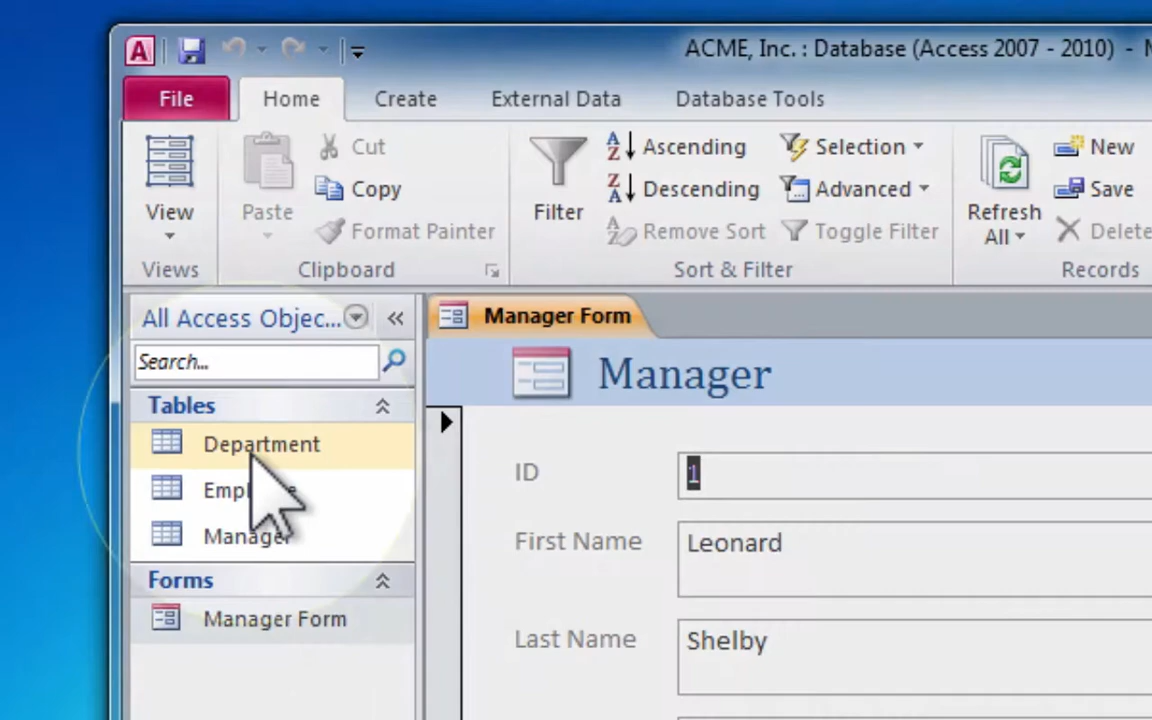 A
ACME, Inc. : Database (Access 2007 - 2010) -
File Home Create External Data Database Tools
View
Views
Paste
Cut
Copy
Format Painter
Clipboard
Filter
Ascending
Descending
Remove Sort
Selection
Advanced
Toggle Filter
Sort & Filter
Refresh
All
New
Save
Delete
Records
All Access Objec...
Search...
Tables
Department
Manager
Forms
Manager Form
Manager Form
Manager
ID 1
First Name Leonard
Last Name Shelby